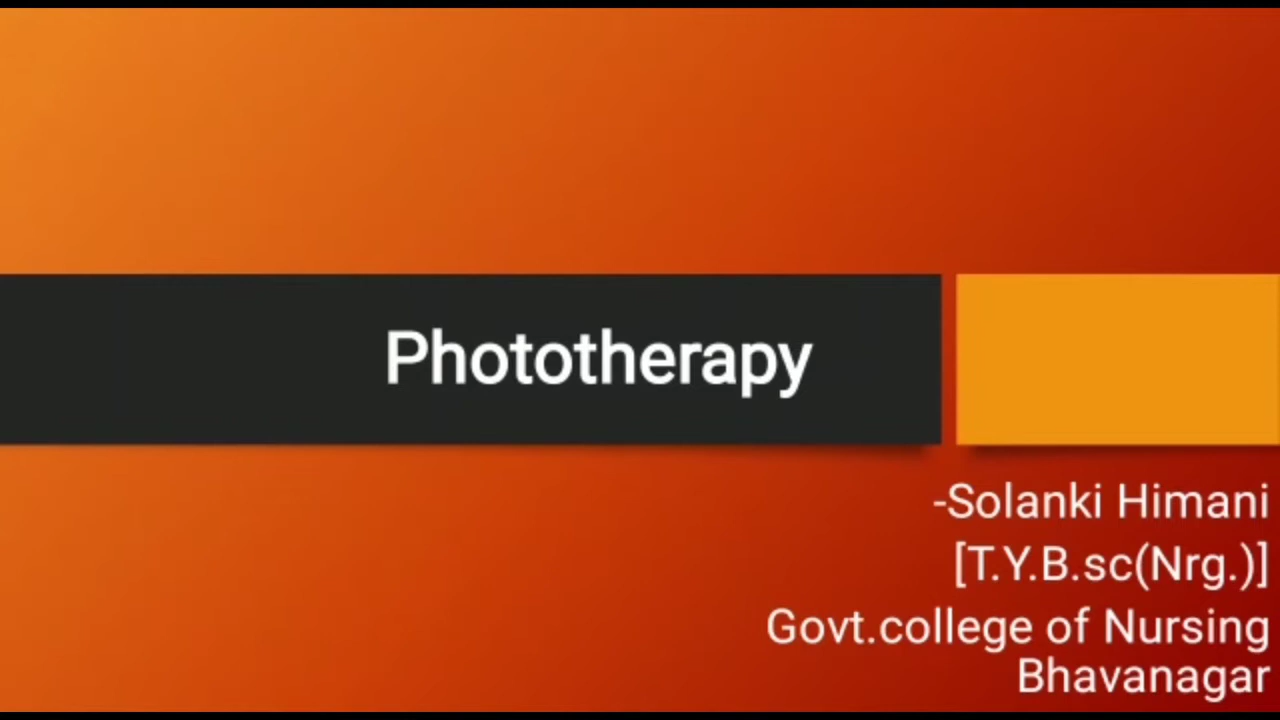 Phototherapy
-Solanki Himani
[T.Y.B.sc(Nrg.)]
Govt.college of Nursing
Bhavanagar